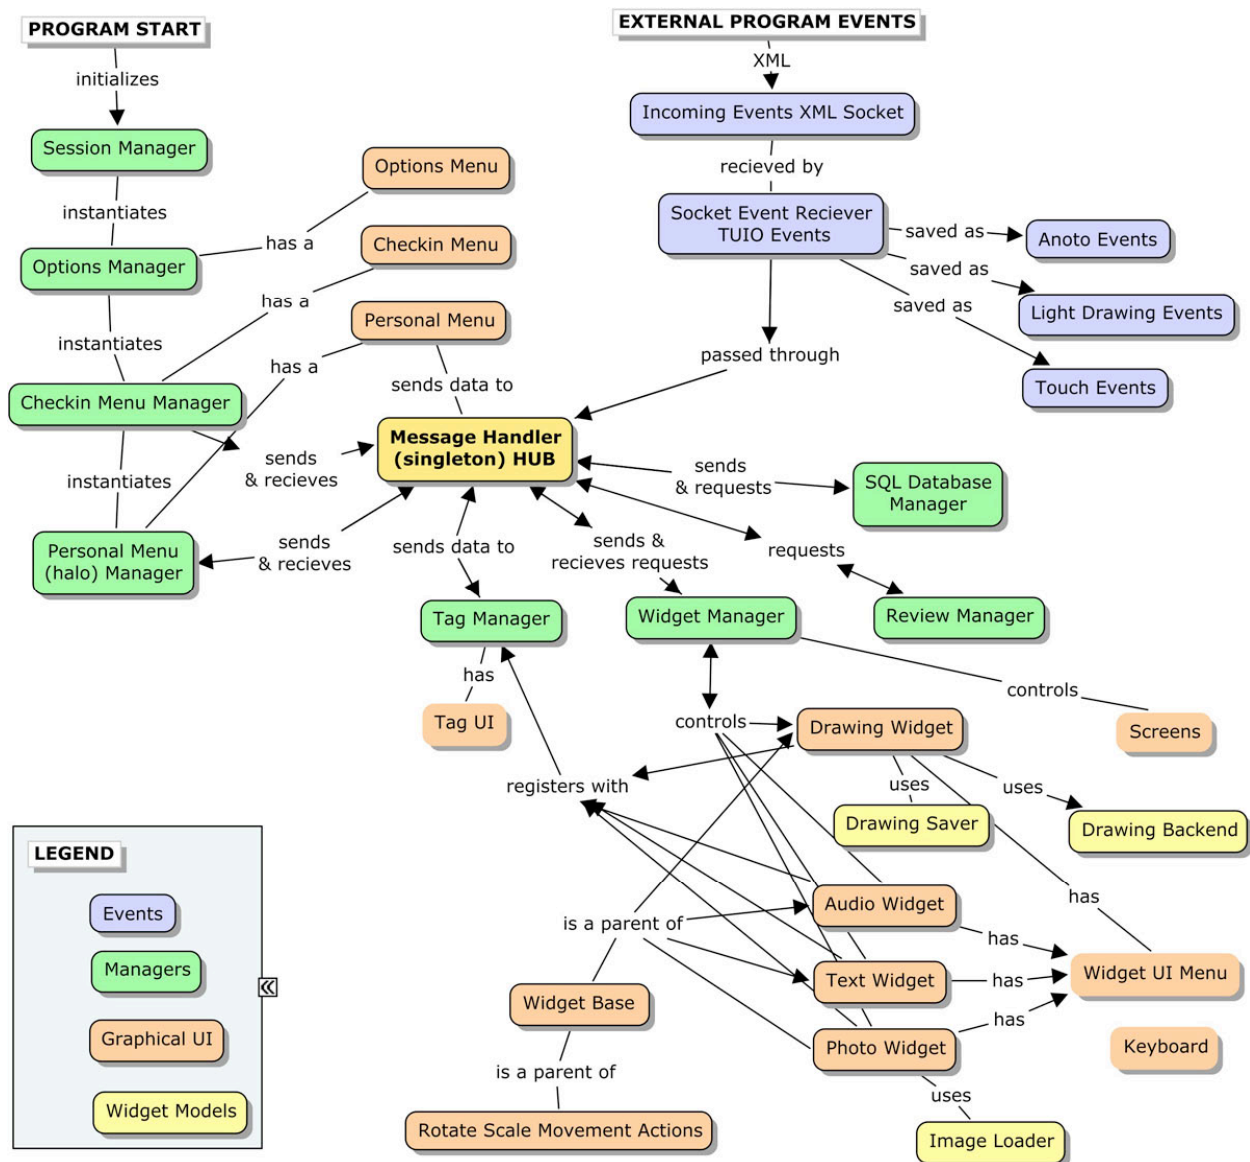 PROGRAM START
EXTERNAL PROGRAM EVENTS
initializes
XML
Incoming Events XML Socket
Session Manager
Options Menu
recieved by
instantiates
Socket Event Reciever
TUIO Events
saved as
Anoto Events
has a
Checkin Menu
Options Manager
saved as
has a
saved as
Light Drawing Events
Personal Menu
instantiates
has a
passed through
sends data to
Touch Events
Checkin Menu Manager
Message Handler
(singleton) HUB
sends
& recieves
sends
& requests
SQL Database
Manager
instantiates
Personal Menu
(halo) Manager
sends
& recieves
sends data to
sends &
recieves requests
requests
Tag Manager
Widget Manager
Review Manager
has
controls
Tag UI
controls
Drawing Widget
Screens
registers with
uses
uses
Drawing Saver
Drawing Backend
LEGEND
Events
Managers
Graphical UI
Widget Models
has
Audio Widget
is a parent of
has
Text Widget
has
Widget UI Menu
Widget Base
has
Photo Widget
Keyboard
is a parent of
uses
Rotate Scale Movement Actions
Image Loader